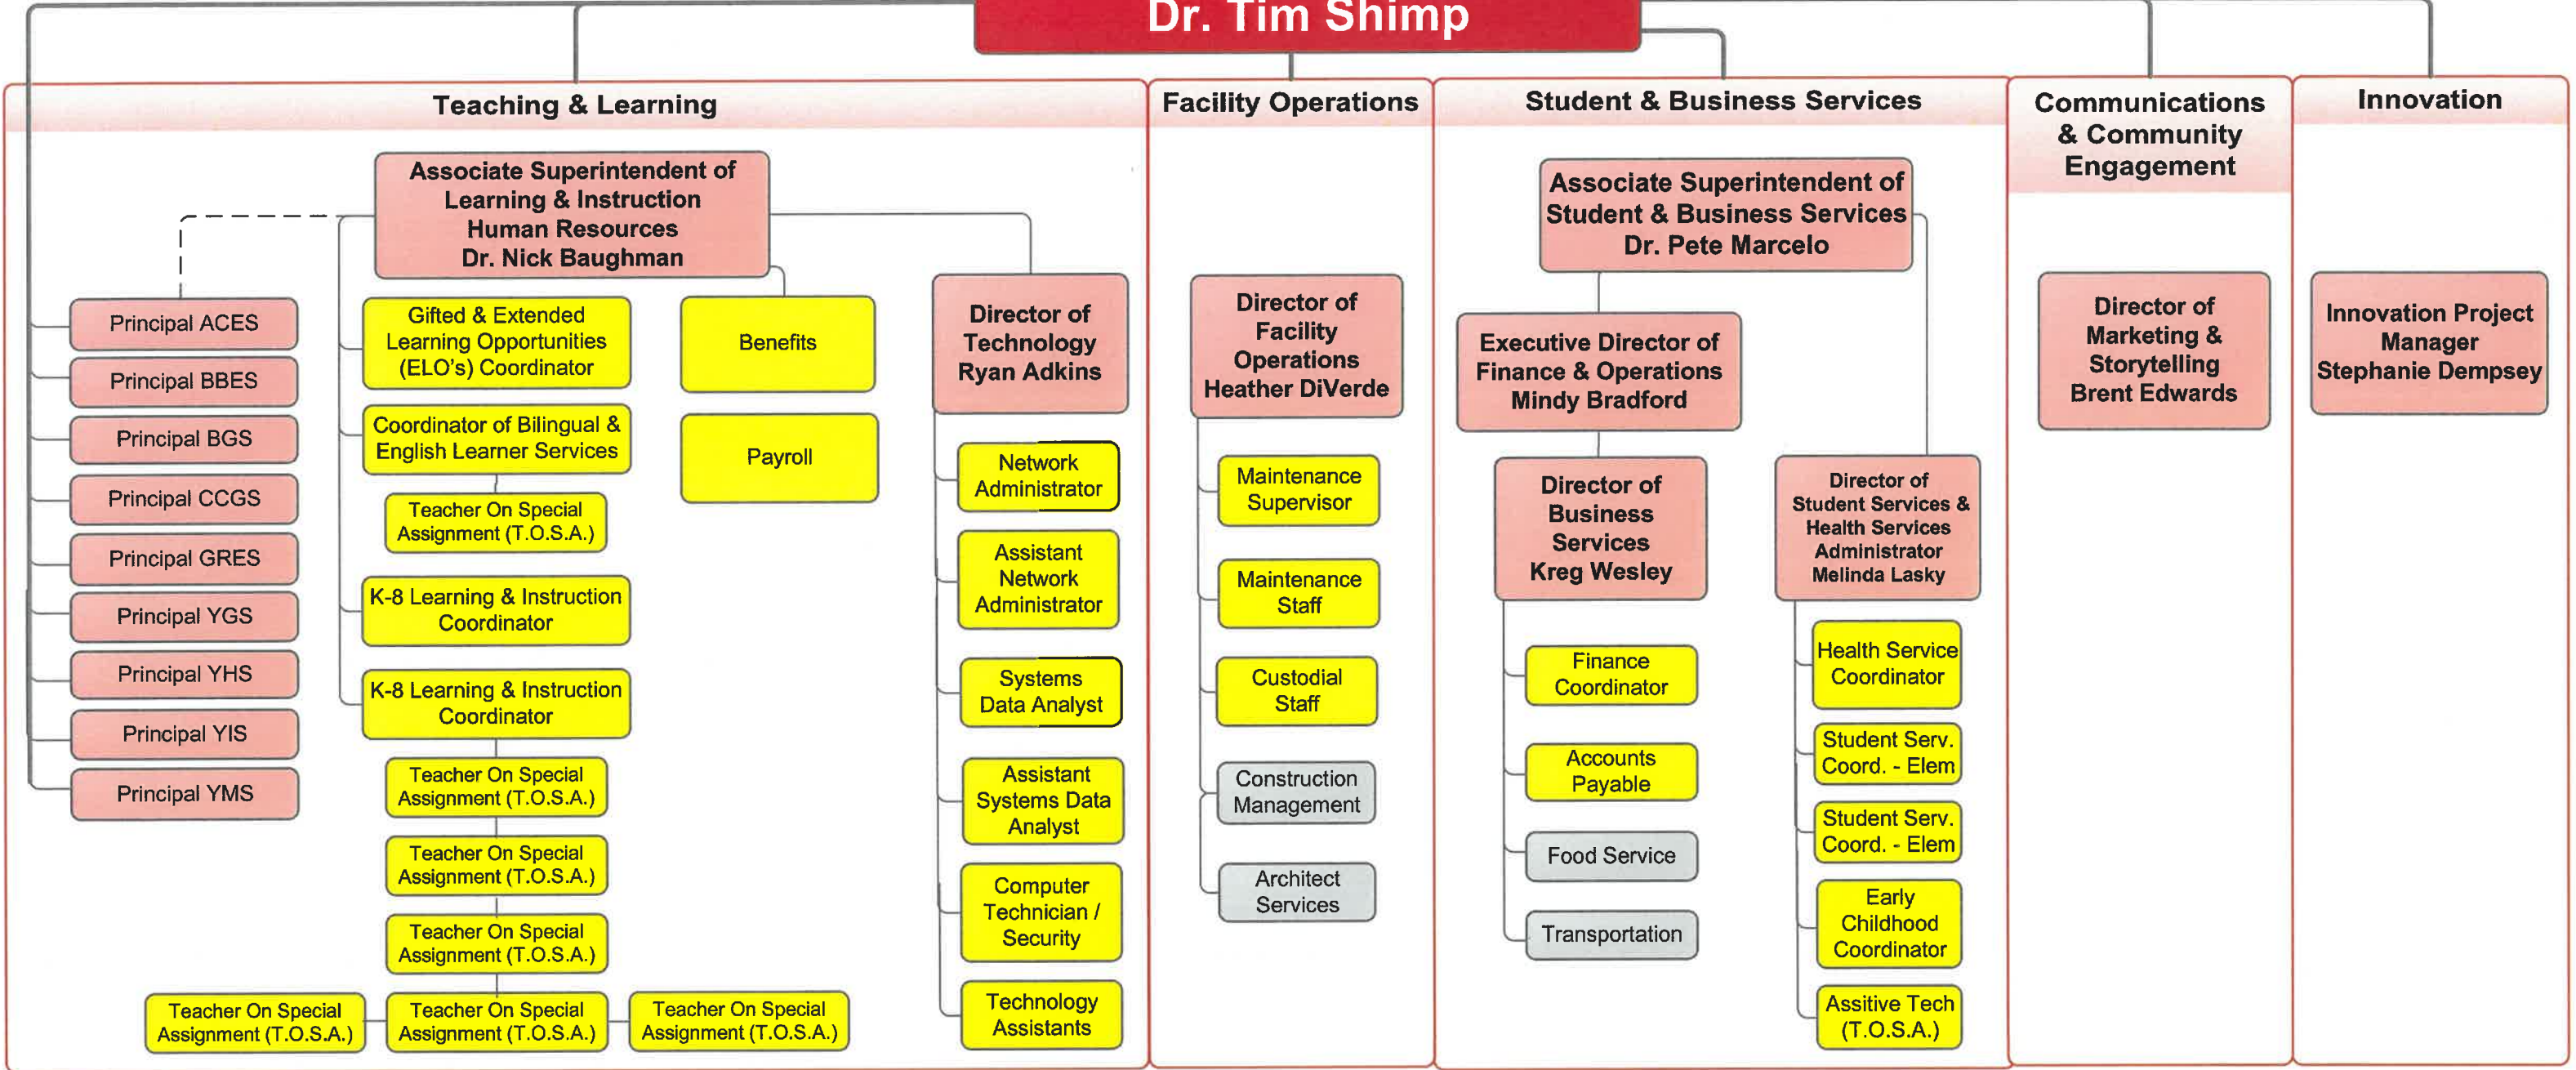 Dr. Tim Shimp
Teaching & Learning
Associate Superintendent of
Learning & Instruction
Human Resources
Dr. Nick Baughman
Principal ACES
Principal BBES
Principal BGS
Principal CCGS
Principal GRES
Principal YGS
Principal YHS
Principal YIS
Principal YMS
Gifted & Extended
Learning Opportunities
(ELO's) Coordinator
Coordinator of Bilingual &
English Learner Services
Teacher On Special
Assignment (T.O.S.A.)
K-8 Learning & Instruction
Coordinator
K-8 Learning & Instruction
Coordinator
Teacher On Special
Assignment (T.O.S.A.)
Teacher On Special
Assignment (T.O.S.A.)
Teacher On Special
Assignment (T.O.S.A.)
Teacher On Special
Assignment (T.O.S.A.)
Teacher On Special
Assignment (T.O.S.A.)
Teacher On Special
Assignment (T.O.S.A.)
Benefits
Payroll
Director of
Technology
Ryan Adkins
Network
Administrator
Assistant
Network
Administrator
Systems
Data Analyst
Assistant
Systems Data
Analyst
Computer
Technician /
Security
Technology
Assistants
Facility Operations
Director of
Facility
Operations
Heather DiVerde
Maintenance
Supervisor
Maintenance
Staff
Custodial
Staff
Construction
Management
Architect
Services
Student & Business Services
Associate Superintendent of
Student & Business Services
Dr. Pete Marcelo
Executive Director of
Finance & Operations
Mindy Bradford
Director of
Business
Services
Kreg Wesley
Finance
Coordinator
Accounts
Payable
Food Service
Transportation
Director of
Student Services &
Health Services
Administrator
Melinda Lasky
Health Service
Coordinator
Student Serv.
Coord. - Elem
Student Serv.
Coord. - Elem
Early
Childhood
Coordinator
Assitive Tech
(T.O.S.A.)
Communications
& Community
Engagement
Director of
Marketing &
Storytelling
Brent Edwards
Innovation
Innovation Project
Manager
Stephanie Dempsey